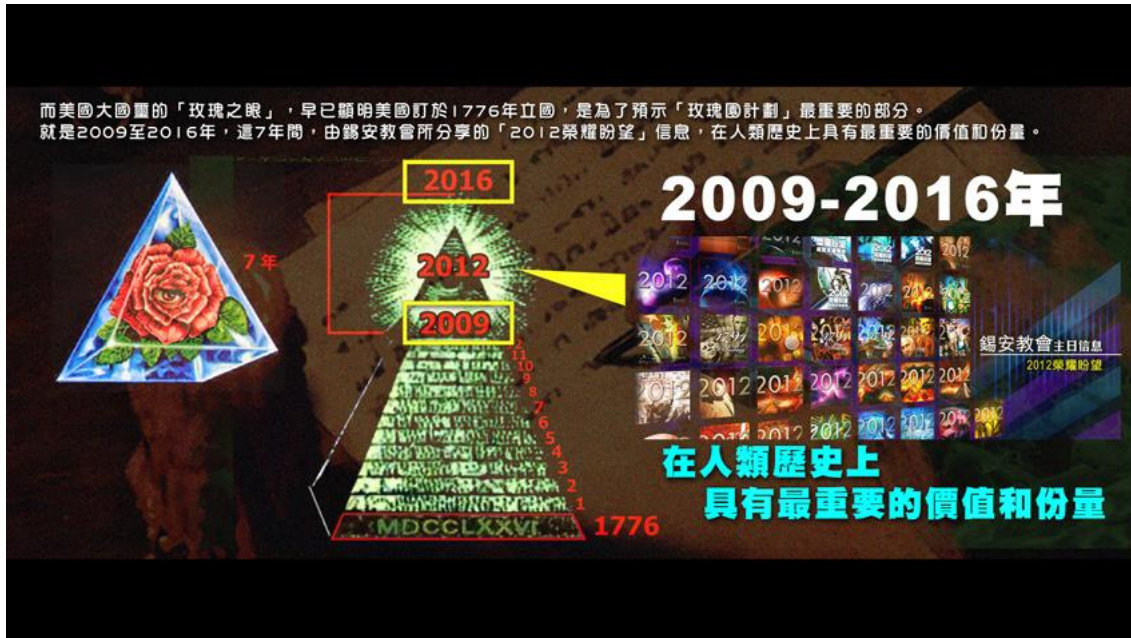 而美國大國璽的「玫瑰之眼」，早已顯明美國訂於1776年立國，是為了預示「玫瑰園計劃」最重要的部分。
就是2009至2016年，這7年間，由錫安教會所分享的「2012榮耀盼望」信息，在人類歷史上具有最重要的價值和份量。
2016
2009-2016年
7年
2012
2009
12
11
10
9
8
7
6
5
4
3
2
1
MDCCLXXVI
1776
錫安教會主日信息
2012榮耀盼望
在人類歷史上
具有最重要的價值和份量